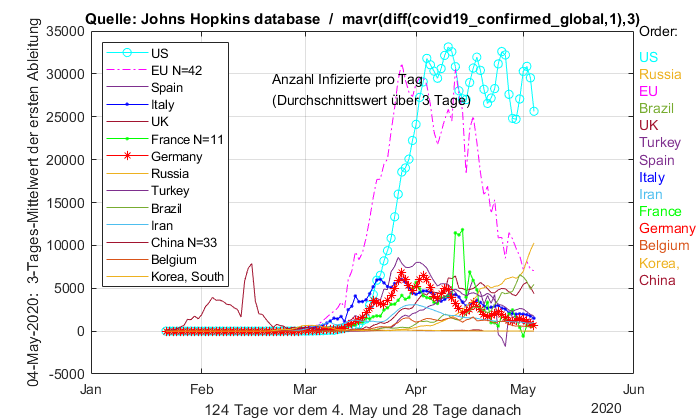 Quelle: Johns Hopkins database / mavr(diff(covid19_confirmed_global,1),3)
Order:
04-May-2020: 3-Tages-Mittelwert der ersten Ableitung
35000
30000
25000
20000
15000
10000
5000
0
-5000
US
EU N=42
Spain
Italy
UK
France N=11
Germany
Russia
Turkey
Brazil
Iran
China N=33
Belgium
Korea, South
Anzahl Infizierte pro Tag
(Durchschnittswert über 3 Tage)
US
Russia
EU
Brazil
UK
Turkey
Spain
Italy
Iran
France
Germany
Belgium
Korea,
China
Jan
Feb
Mar
Apr
May
Jun
124 Tage vor dem 4. May und 28 Tage danach
2020